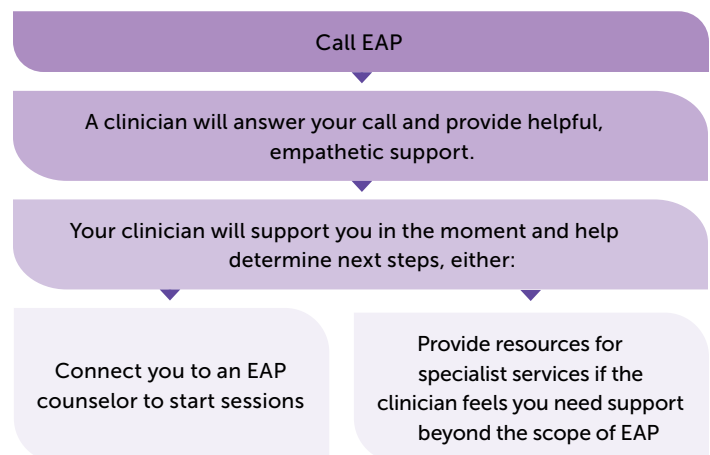 Call EAP
A clinician will answer your call and provide helpful,
empathetic support.
Your clinician will support you in the moment and help
determine next steps, either:
Connect you to an EAP
counselor to start sessions
Provide resources for
specialist services if the
clinician feels you need support
beyond the scope of EAP